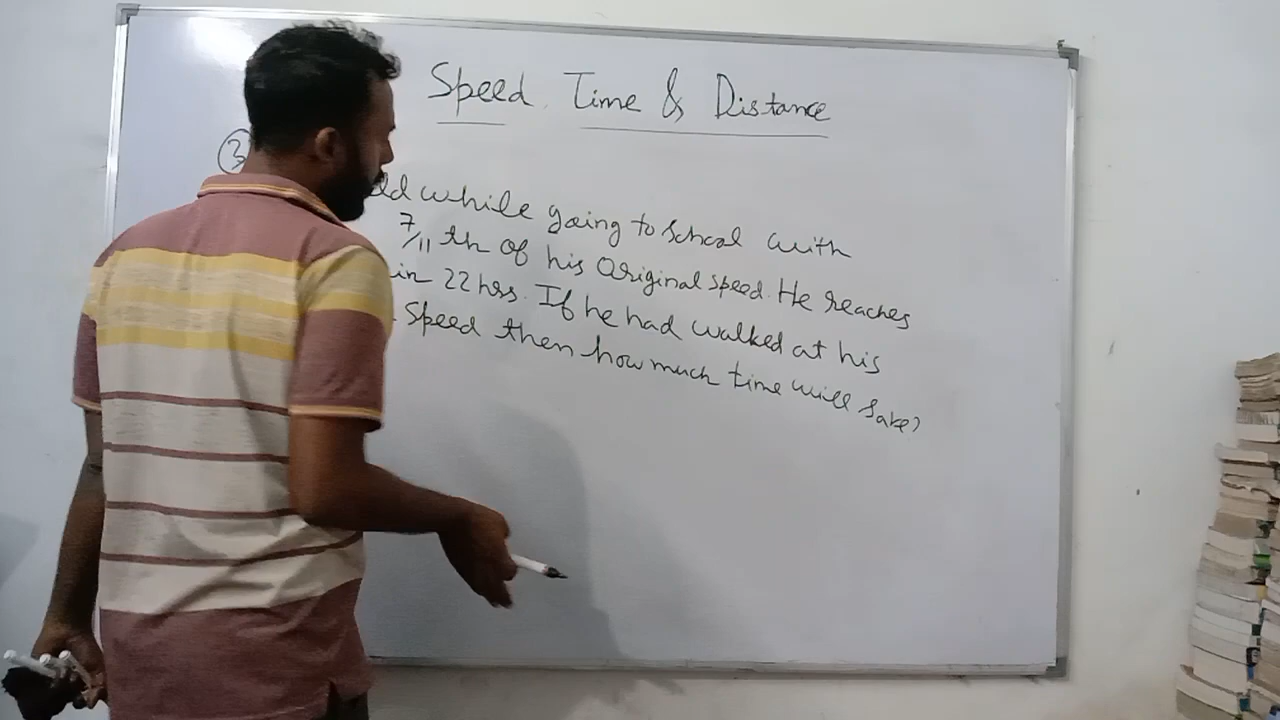 Speed, Time & Distance
③
while going to School with
7/11 th of his Original speed. He reaches
in 22 hrs. If he had walked at his
Speed then how much time will take?